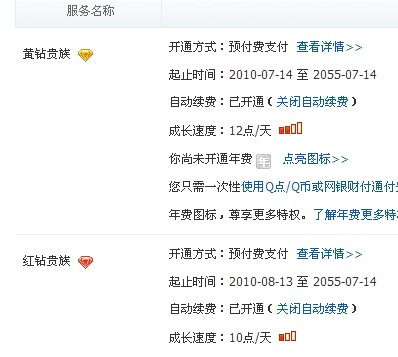 服务名称
黄钻贵族
开通方式：预付费支付 查看详情>>
起止时间：2010-07-14 至 2055-07-14
自动续费：已开通（关闭自动续费）
成长速度：12点/天
你尚未开通年费 年 点亮图标>>
您只需一次性使用Q点/Q币或网银财付通付
年费图标，尊享更多特权。了解年费更多特
红钻贵族
开通方式：预付费支付 查看详情>>
起止时间：2010-08-13 至 2055-07-14
自动续费：已开通（关闭自动续费）
成长速度：10点/天